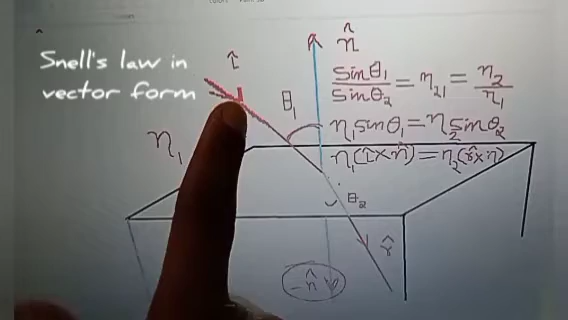 Snell's law in
vector form
î
n̂
θ₁
sinθ₁/sinθ₂ = η₂₁ = η₂/η₁
η₁
η₁sinθ₁ = η₂sinθ₂
η₁(î×n̂) = η₂(r̂×n̂)
θ₂
r̂
-n̂